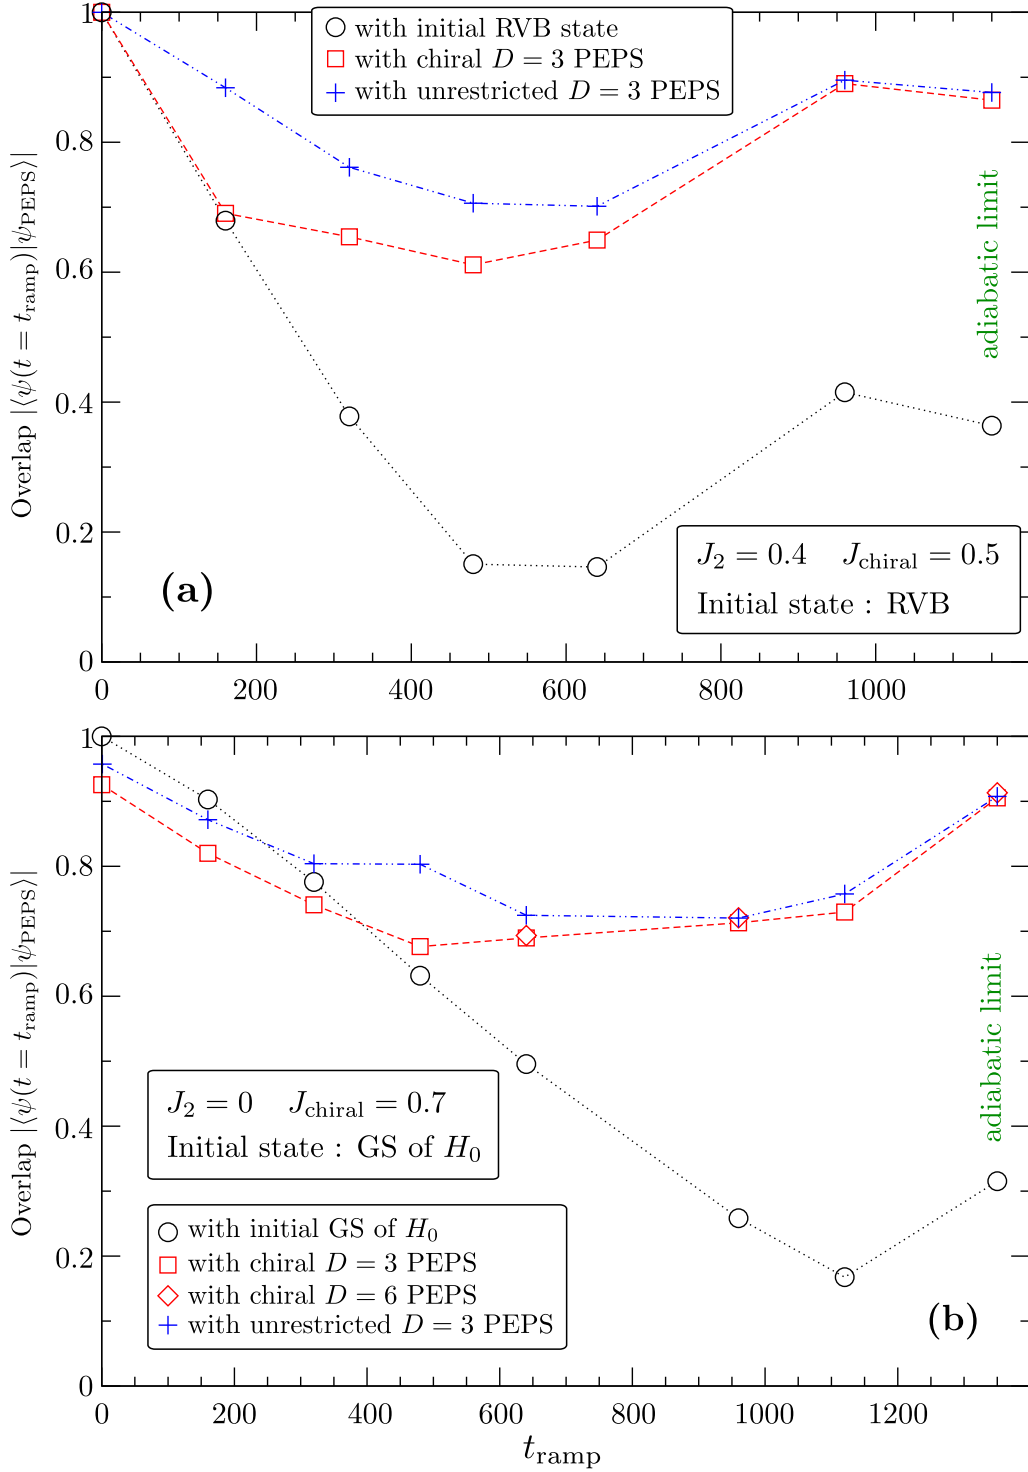 with initial RVB state
with chiral D = 3 PEPS
with unrestricted D = 3 PEPS
1
0.8
0.6
0.4
0.2
0
Overlap |⟨ψ(t = t_ramp)|ψ_PEPS⟩|
adiabatic limit
J_2 = 0.4 J_chiral = 0.5
Initial state : RVB
(a)
0 200 400 600 800 1000
1
0.8
0.6
0.4
0.2
0
Overlap |⟨ψ(t = t_ramp)|ψ_PEPS⟩|
adiabatic limit
J_2 = 0 J_chiral = 0.7
Initial state : GS of H_0
with initial GS of H_0
with chiral D = 3 PEPS
with chiral D = 6 PEPS
with unrestricted D = 3 PEPS
(b)
0 200 400 600 800 1000 1200
t_ramp